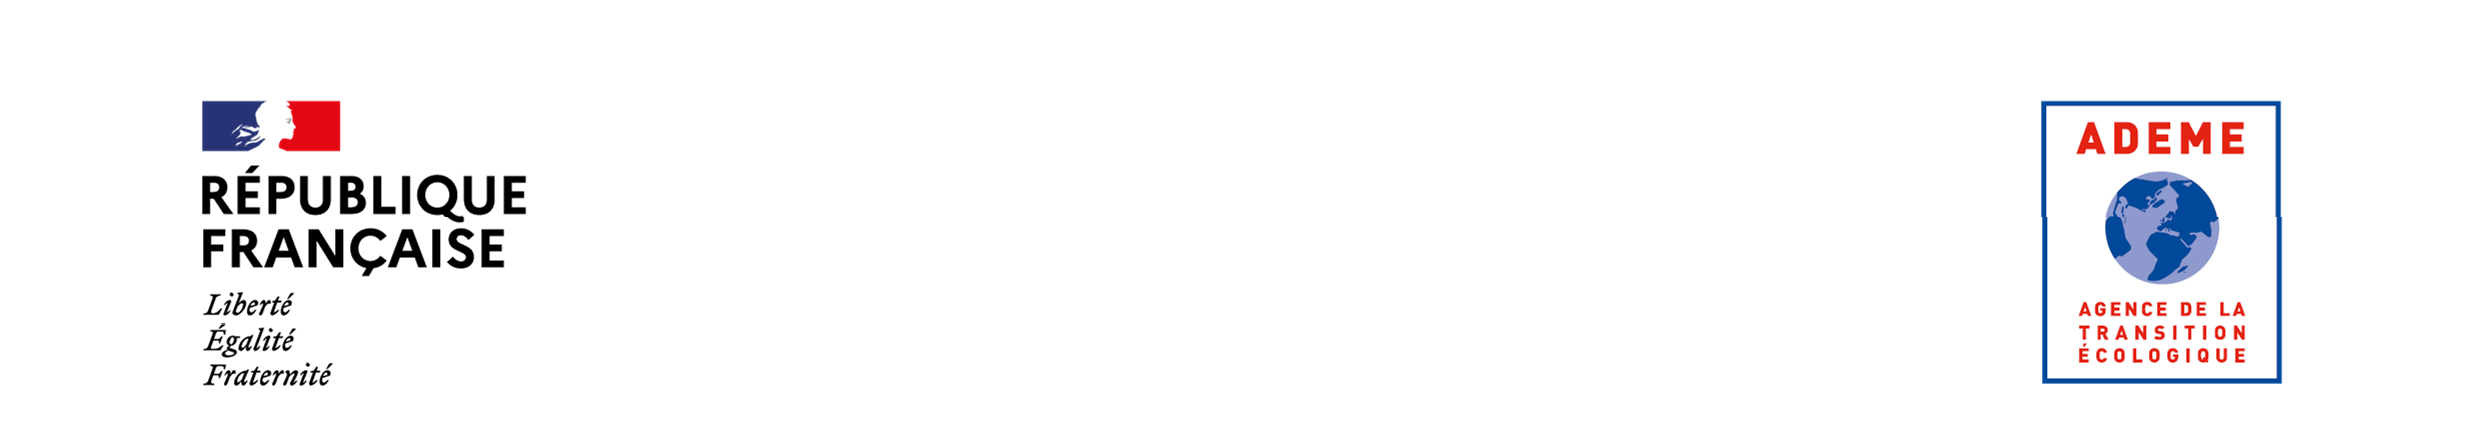 RÉPUBLIQUE
FRANÇAISE
Liberté
Égalité
Fraternité
ADEME
AGENCE DE LA
TRANSITION
ÉCOLOGIQUE